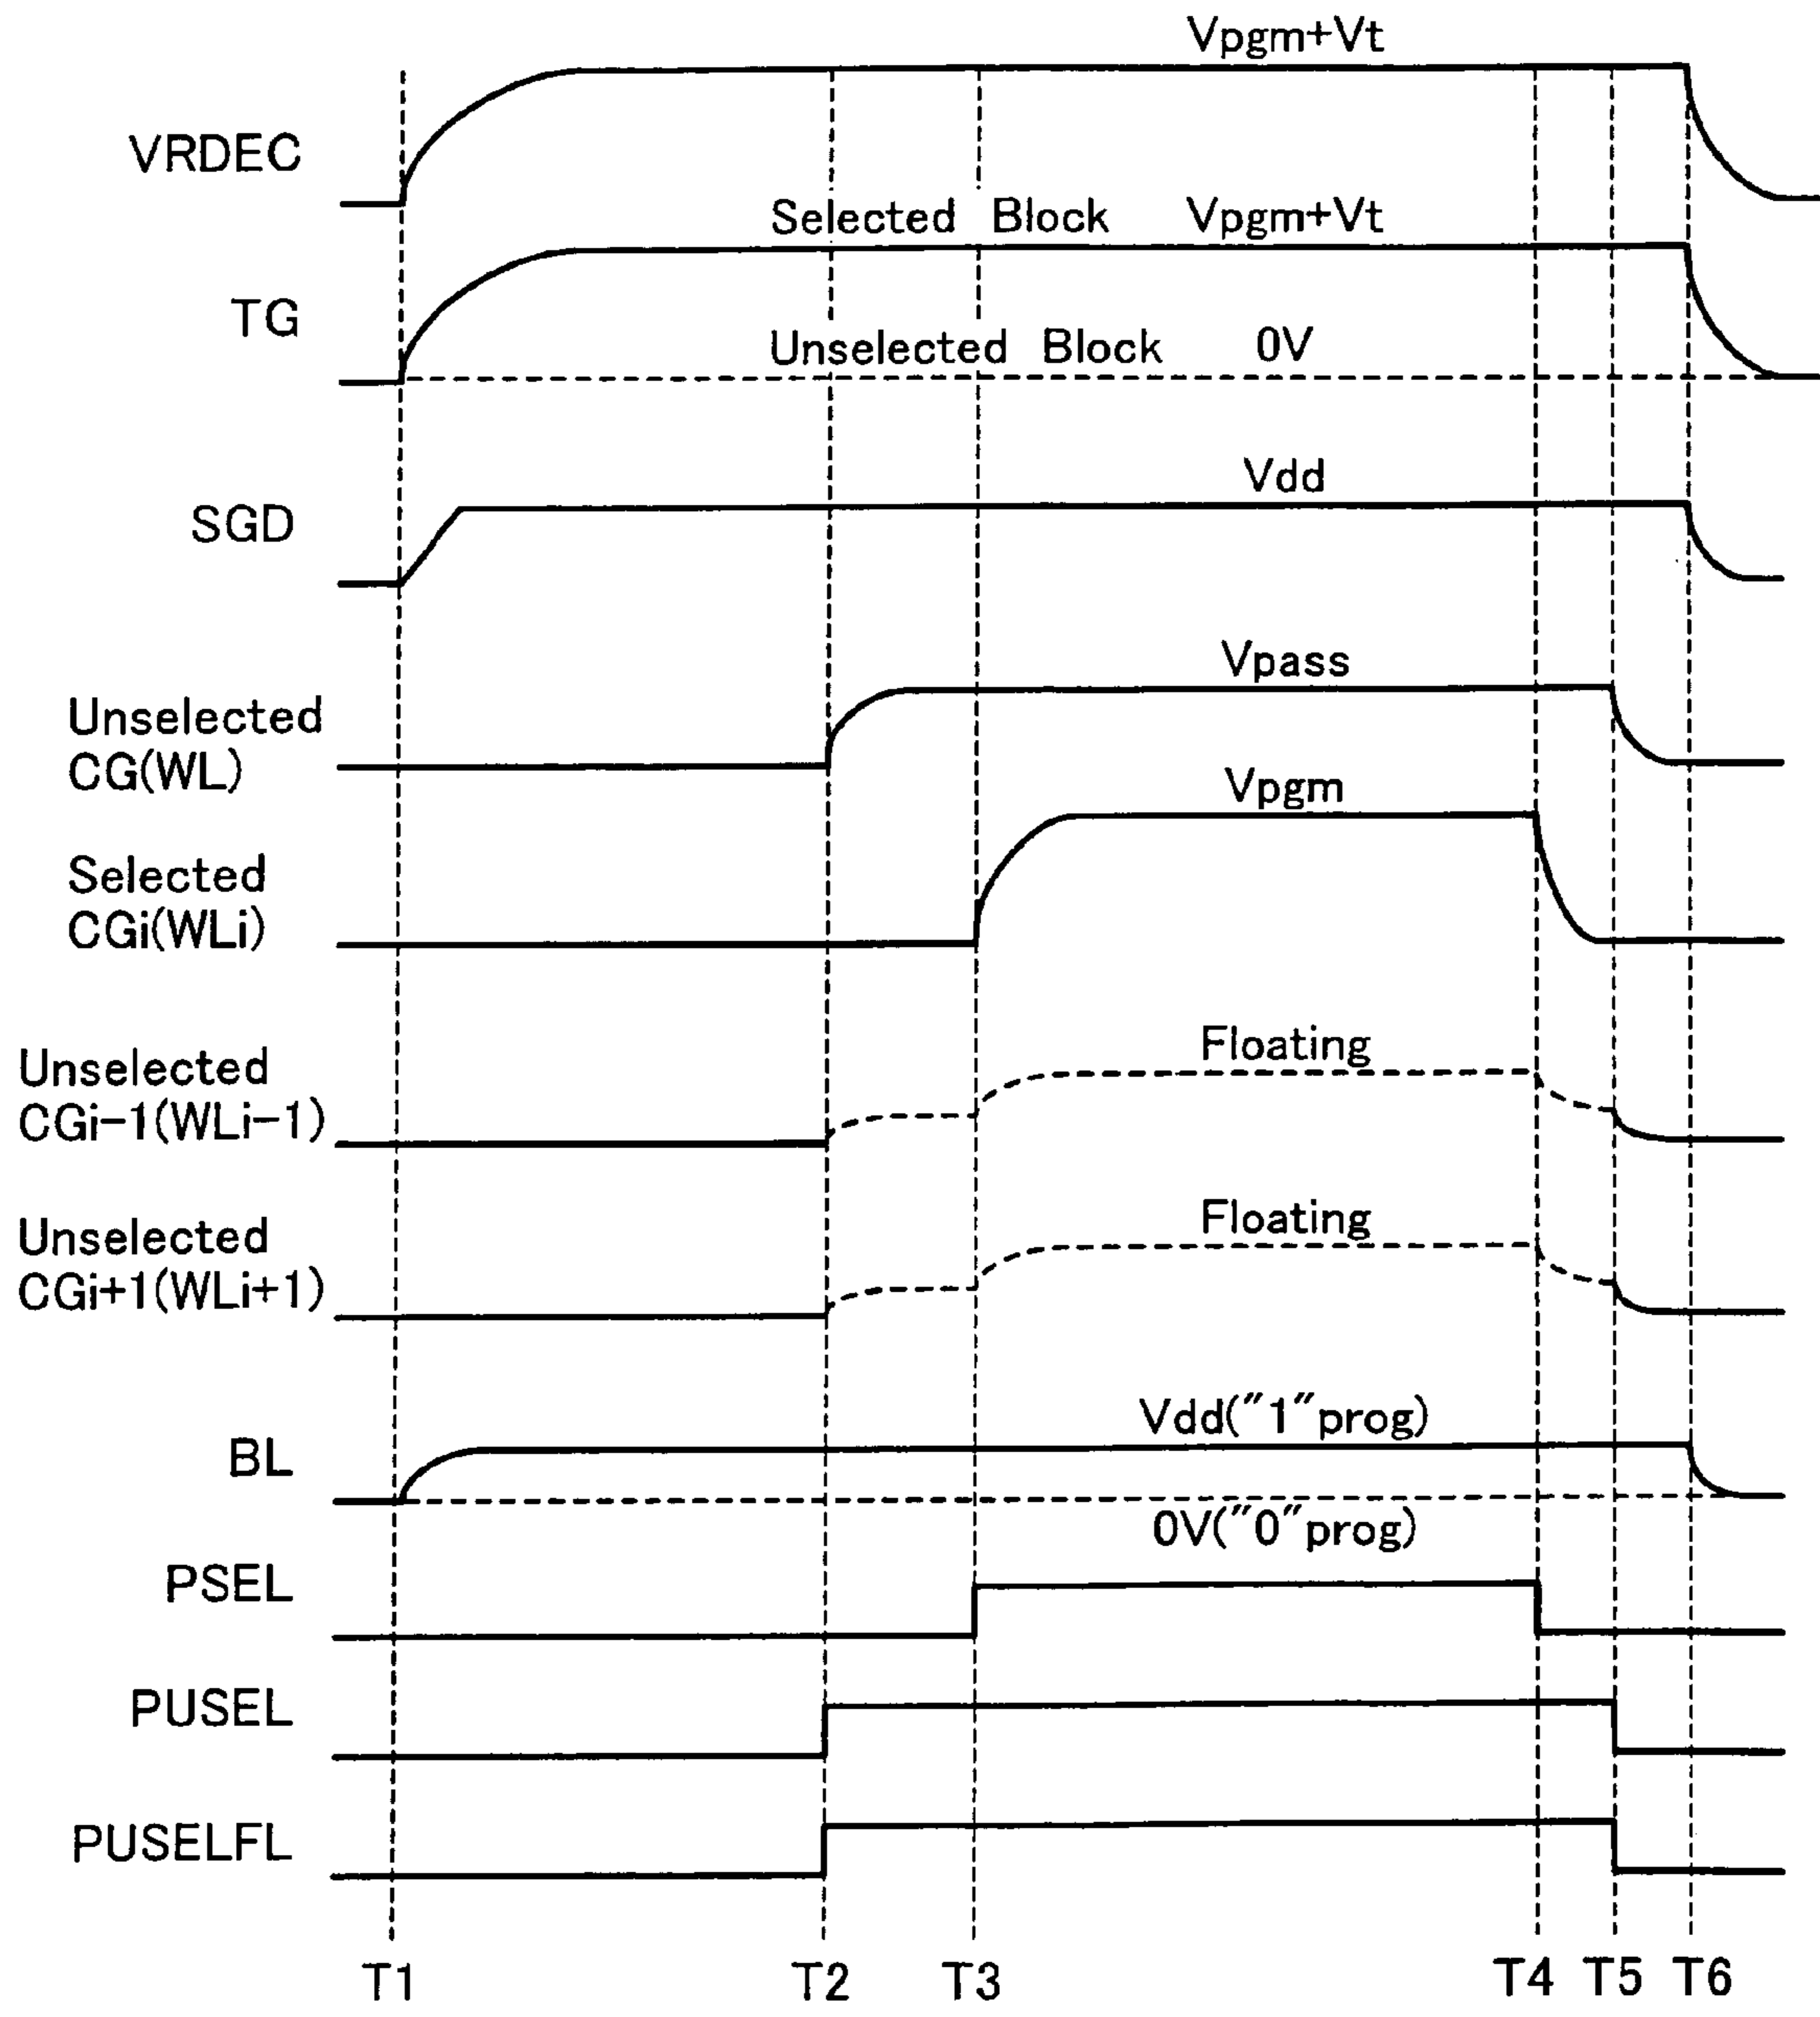 Vpgm+Vt
VRDEC
Selected Block Vpgm+Vt
TG
Unselected Block 0V
Vdd
SGD
Vpass
Unselected
CG(WL)
Vpgm
Selected
CGi(WLi)
Floating
Unselected
CGi-1(WLi-1)
Floating
Unselected
CGi+1(WLi+1)
Vdd("1"prog)
BL
0V("0"prog)
PSEL
PUSEL
PUSELFL
T1 T2 T3 T4 T5 T6